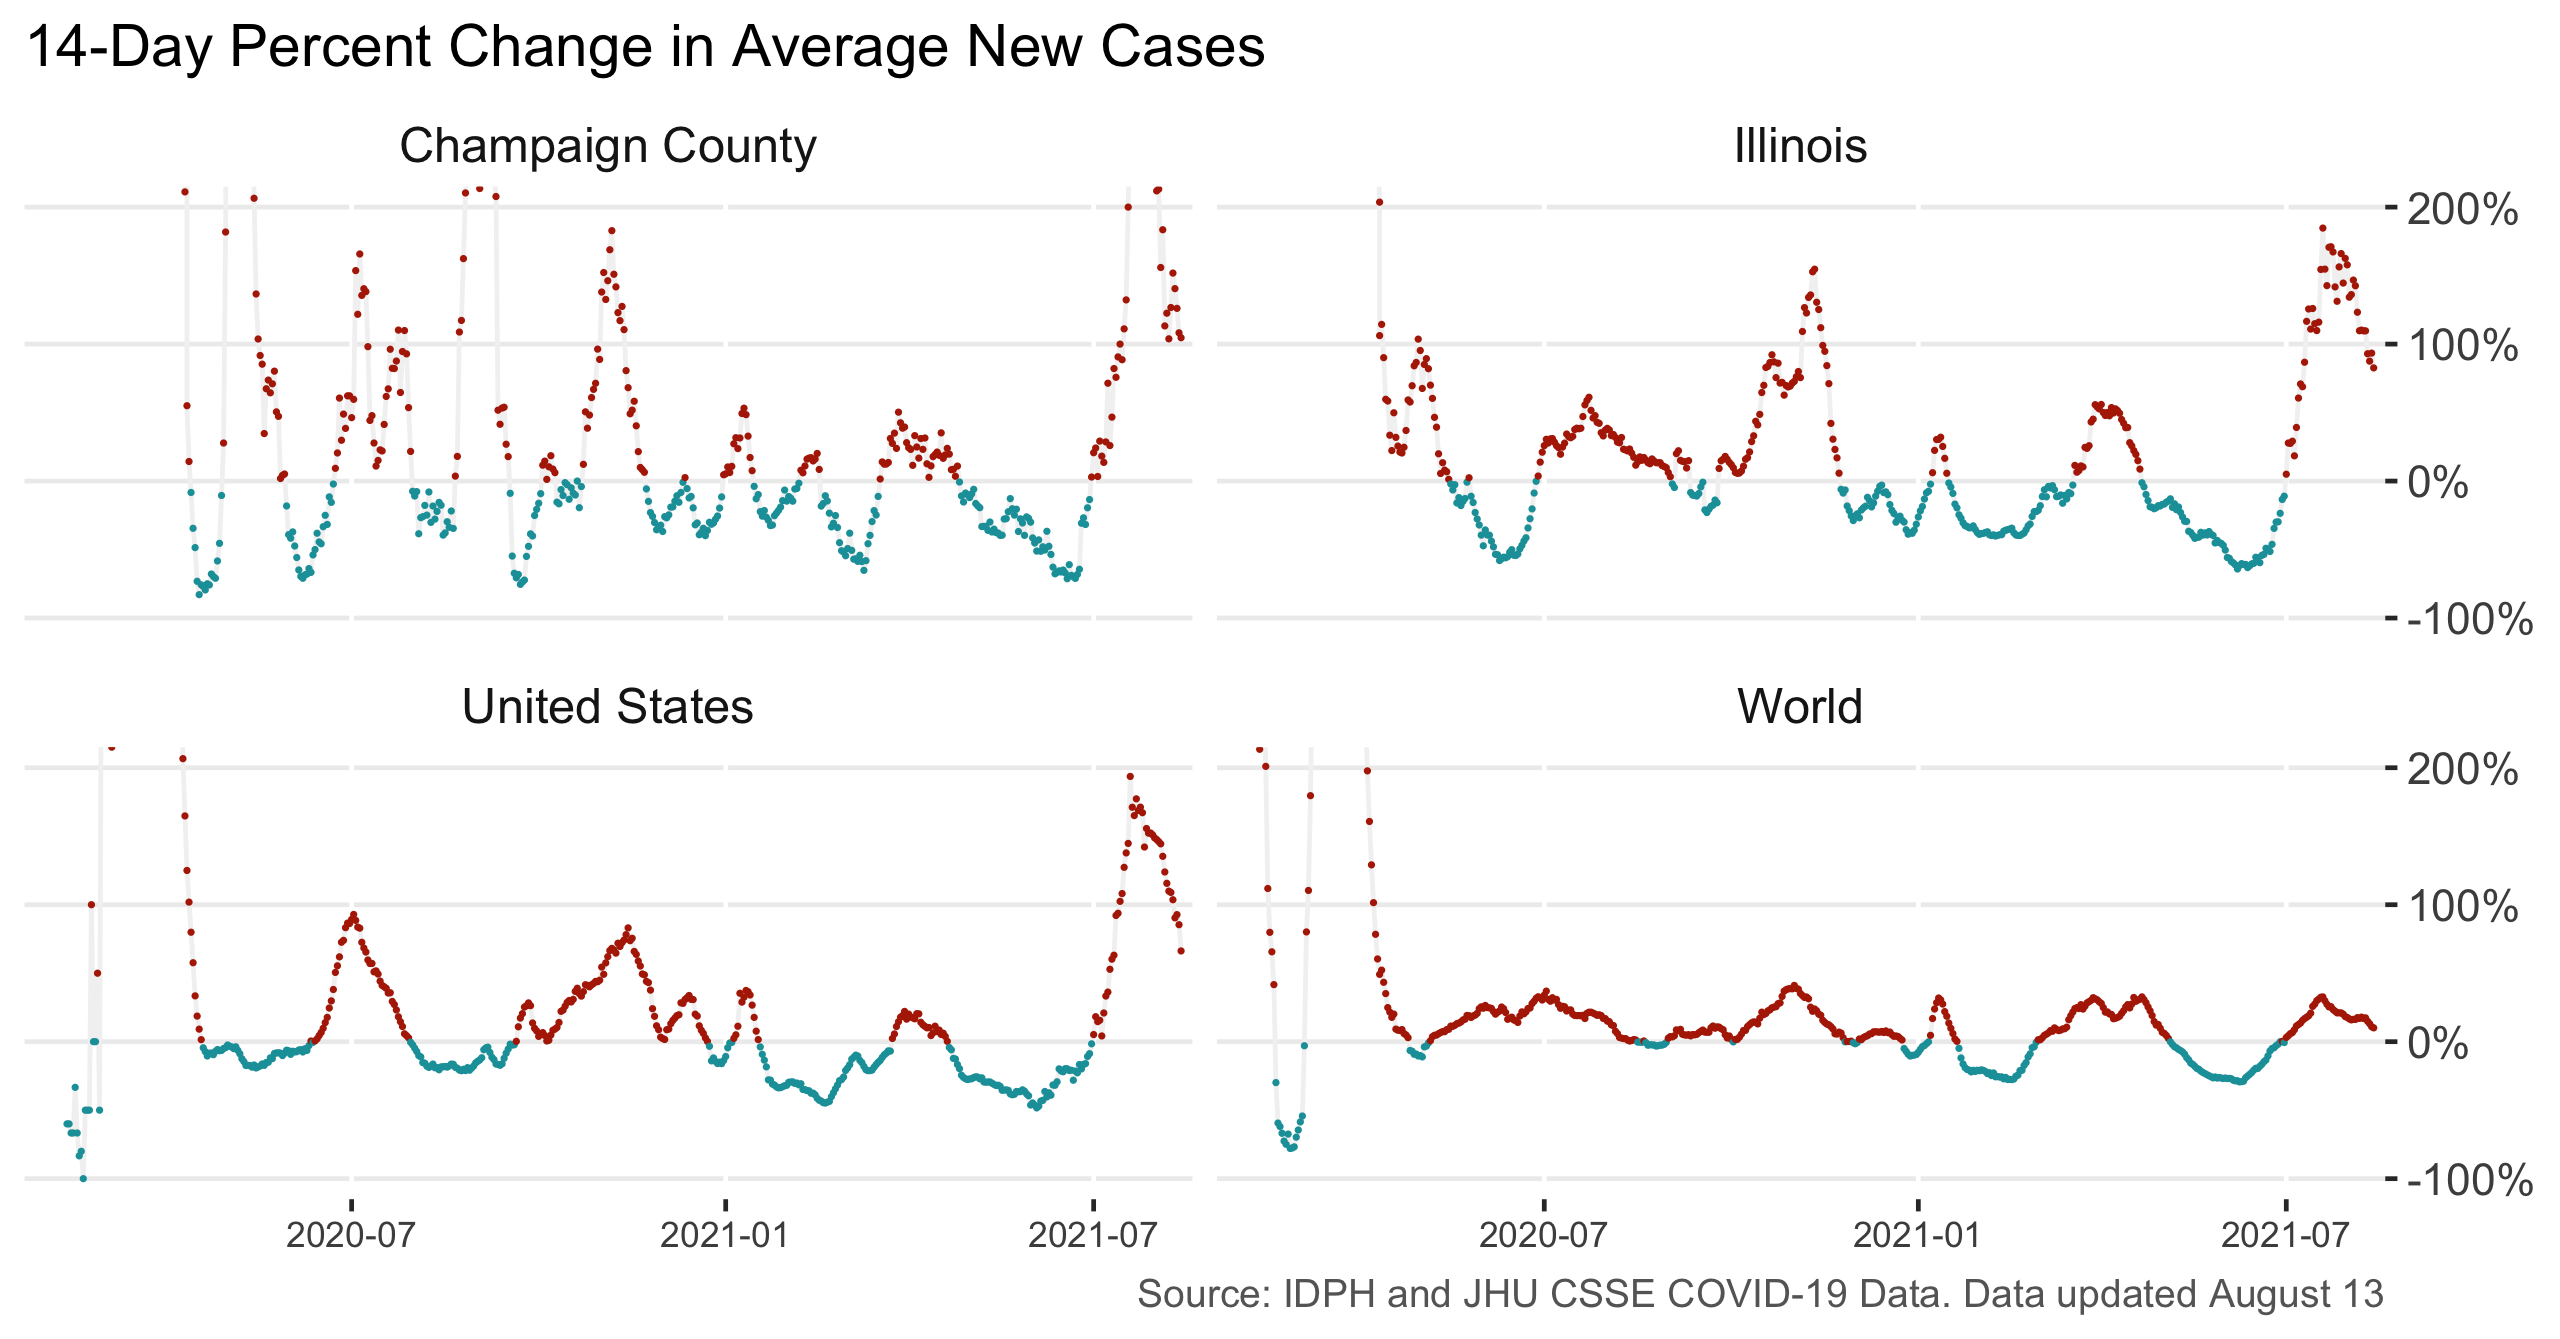 14-Day Percent Change in Average New Cases
Champaign County
Illinois
200%
100%
0%
-100%
United States
World
200%
100%
0%
-100%
2020-07
2021-01
2021-07
2020-07
2021-01
2021-07
Source: IDPH and JHU CSSE COVID-19 Data. Data updated August 13